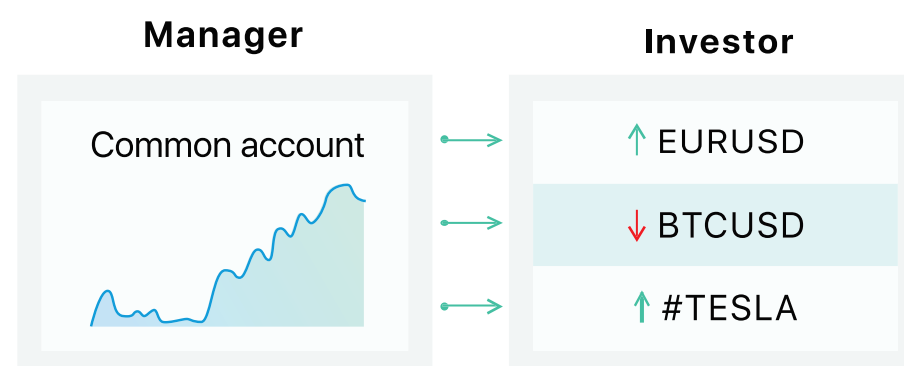 Manager
Investor
Common account
EURUSD
BTCUSD
#TESLA